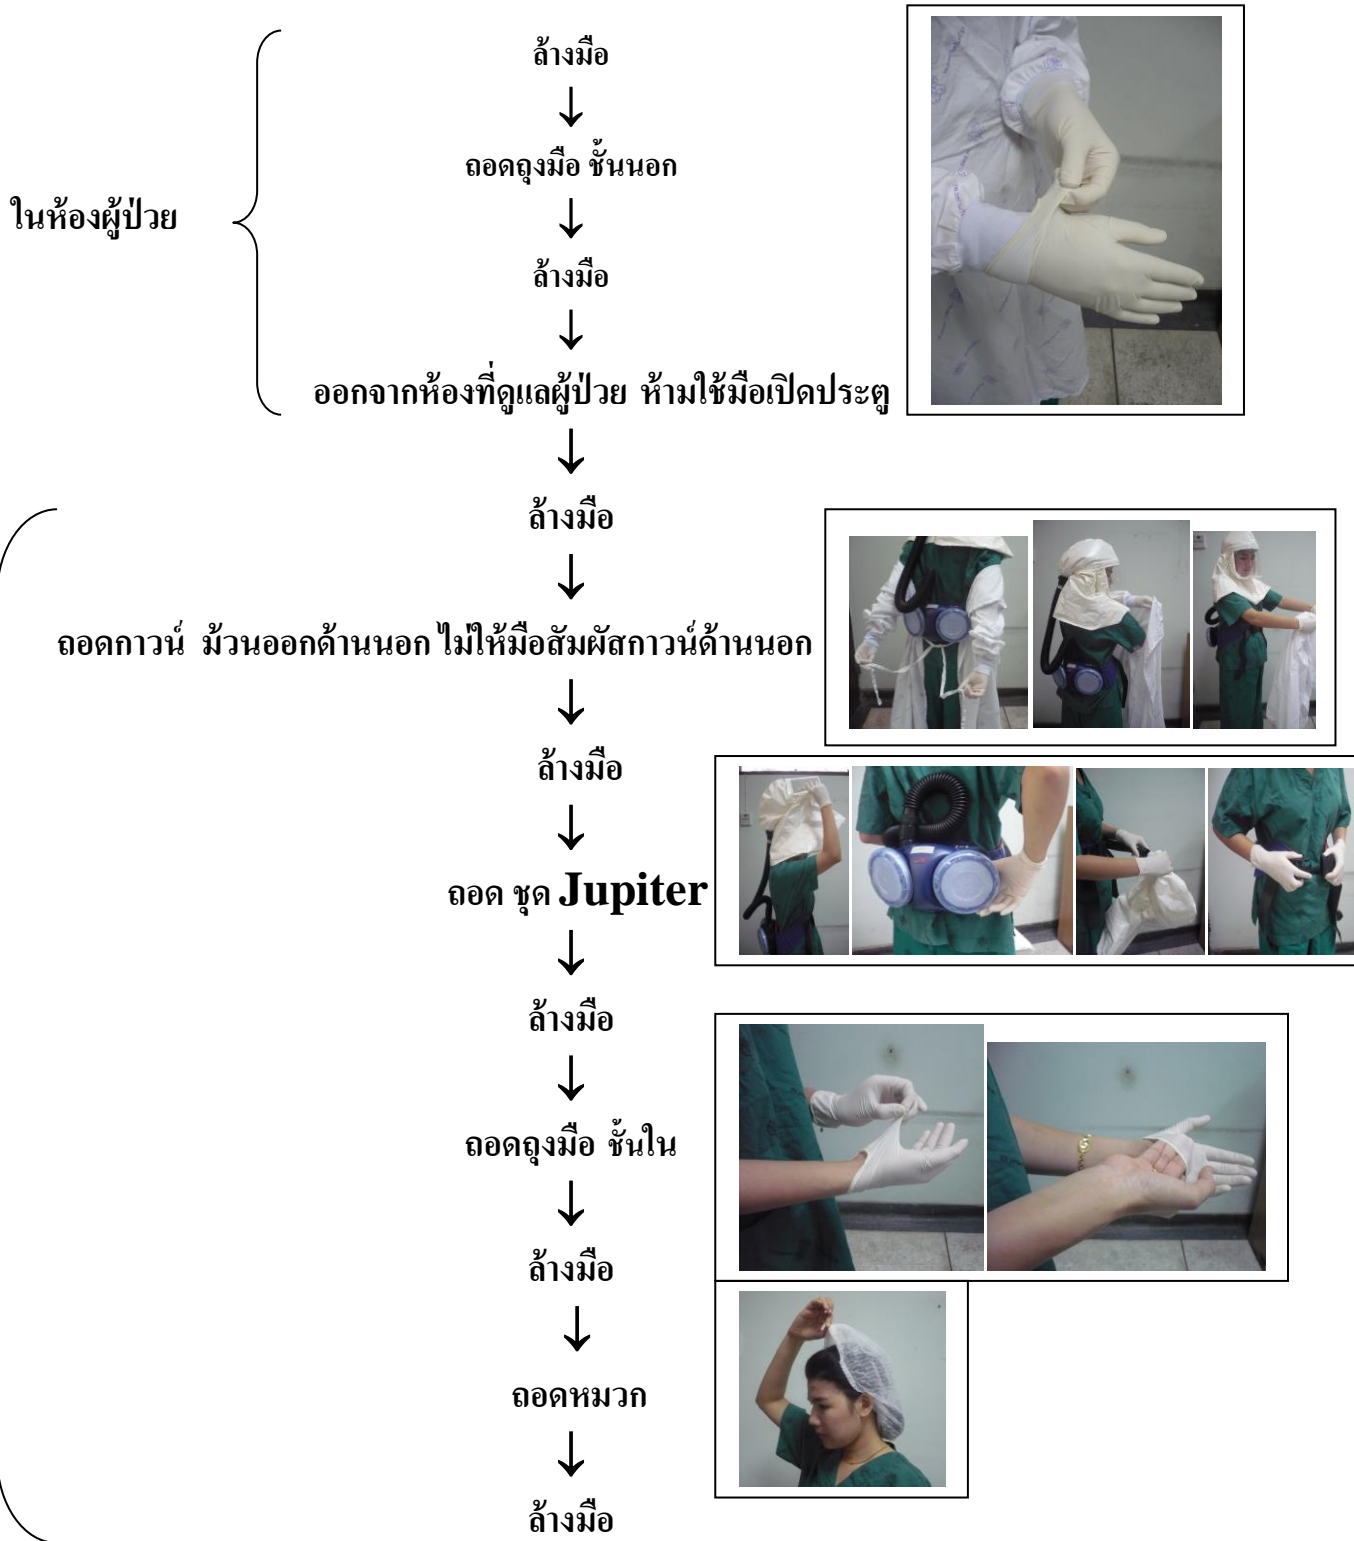 ล้างมือ
ถอดถุงมือ ชั้นนอก
ในห้องผู้ป่วย
ล้างมือ
ออกจากห้องที่ดูแลผู้ป่วย ห้ามใช้มือเปิดประตู
ล้างมือ
ถอดกาวน์ ม้วนออกด้านนอก ไม่ให้มือสัมผัสกาวน์ด้านนอก
ล้างมือ
ถอด ชุด Jupiter
ล้างมือ
ถอดถุงมือ ชั้นใน
ล้างมือ
ถอดหมวก
ล้างมือ